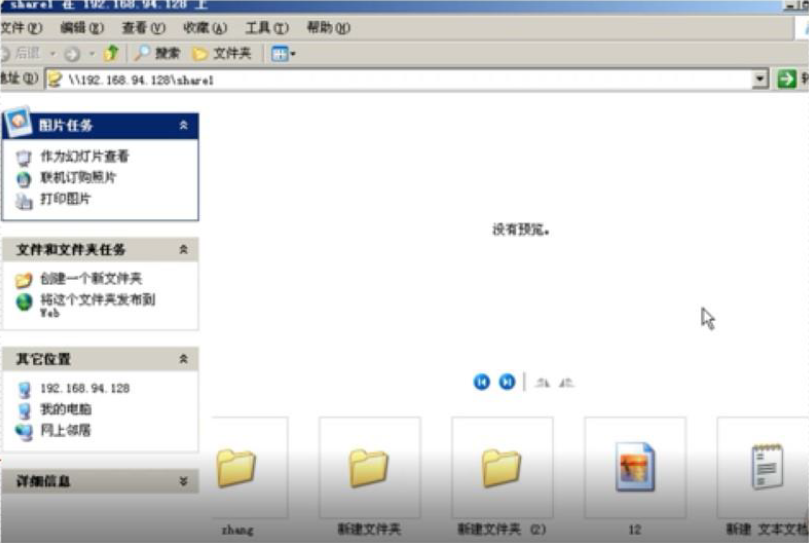 share1 在 192.168.94.128 上
文件(F) 编辑(E) 查看(V) 收藏(A) 工具(T) 帮助(H)
后退 搜索 文件夹
地址(D) \\192.168.94.128\share1
图片任务
作为幻灯片查看
联机订购照片
打印图片
没有预览。
文件和文件夹任务
创建一个新文件夹
将这个文件夹发布到
Web
其它位置
192.168.94.128
我的电脑
网上邻居
详细信息
zhang 新建文件夹 新建文件夹 (2) 12 新建 文本文档